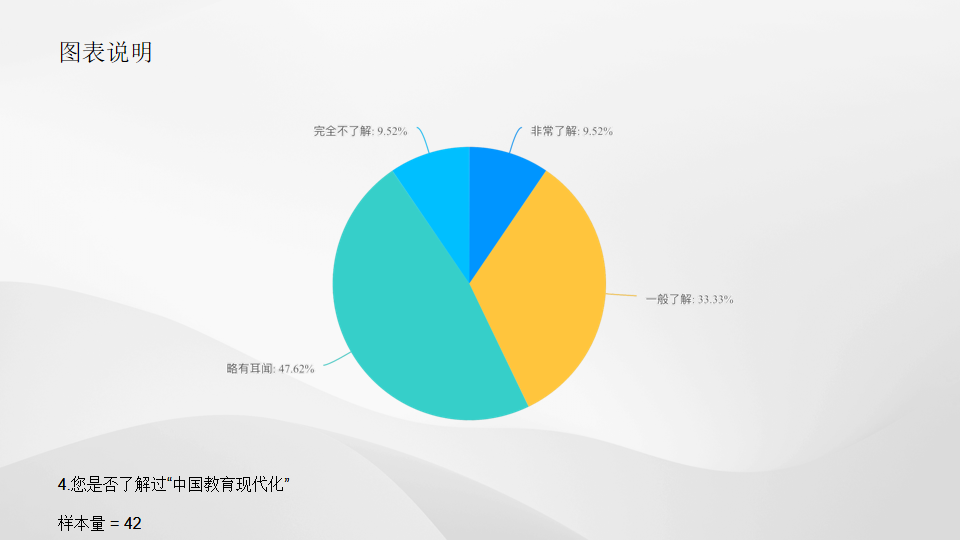 图表说明
完全不了解: 9.52%
非常了解: 9.52%
一般了解: 33.33%
略有耳闻: 47.62%
4.您是否了解过“中国教育现代化”
样本量 = 42